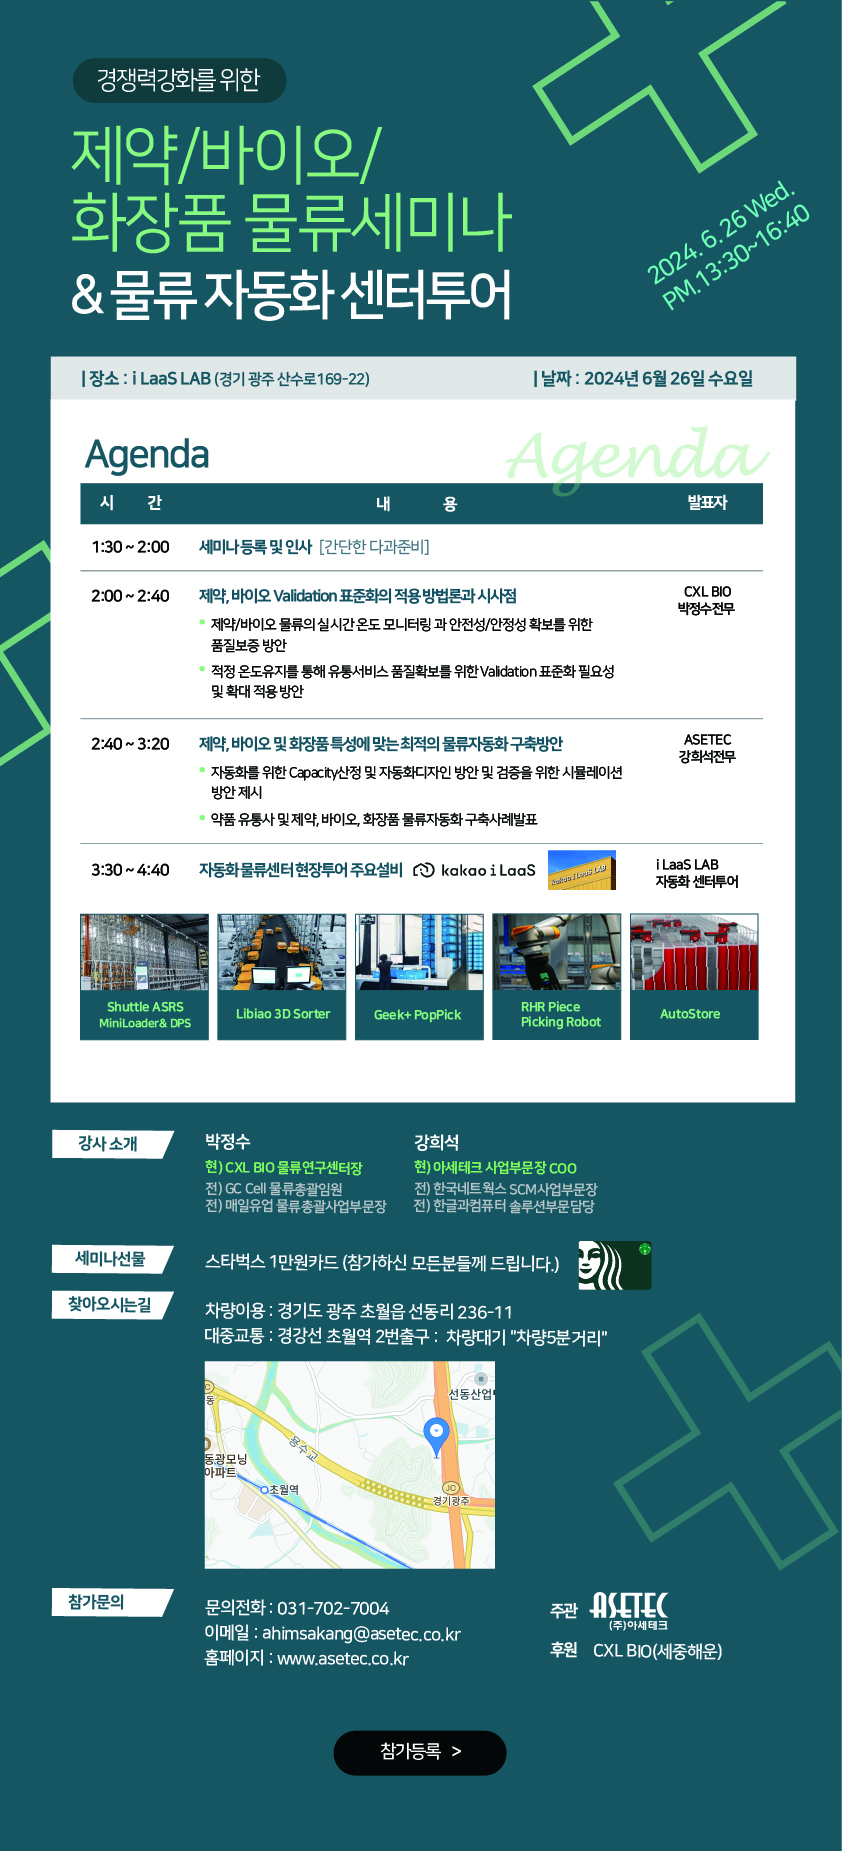 경쟁력강화를 위한
제약/바이오/
화장품 물류세미나
& 물류 자동화 센터투어
2024. 6. 26 Wed.
PM.13:30~16:40
| 장소 : i LaaS LAB (경기 광주 산수로169-22)
| 날짜 : 2024년 6월 26일 수요일
Agenda
Agenda
시 간 내 용 발표자
1:30 ~ 2:00 세미나 등록 및 인사 [간단한 다과준비]
2:00 ~ 2:40 제약, 바이오 Validation 표준화의 적용 방법론과 시사점 CXL BIO
박정수전무
• 제약/바이오 물류의 실시간 온도 모니터링 과 안전성/안정성 확보를 위한
품질보증 방안
• 적정 온도유지를 통해 유통서비스 품질확보를 위한 Validation 표준화 필요성
및 확대 적용 방안
2:40 ~ 3:20 제약, 바이오 및 화장품 특성에 맞는 최적의 물류자동화 구축방안 ASETEC
강희석전무
• 자동화를 위한 Capacity산정 및 자동화디자인 방안 및 검증을 위한 시뮬레이션
방안 제시
• 약품 유통사 및 제약, 바이오, 화장품 물류자동화 구축사례발표
3:30 ~ 4:40 자동화 물류센터 현장투어 주요설비 kakao i LaaS kakao i LaaS LAB i LaaS LAB
자동화 센터투어
PopPick
Shuttle ASRS
MiniLoader& DPS
Libiao 3D Sorter
Geek+ PopPick
RHR Piece
Picking Robot
AutoStore
강사 소개
박정수
현) CXL BIO 물류연구센터장
전) GC Cell 물류총괄임원
전) 매일유업 물류총괄사업부문장
강희석
현) 아세테크 사업부문장 COO
전) 한국네트웍스 SCM사업부문장
전) 한글과컴퓨터 솔루션부문담당
세미나선물
스타벅스 1만원카드 (참가하신 모든분들께 드립니다.)
찾아오시는길
차량이용 : 경기도 광주 초월읍 선동리 236-11
대중교통 : 경강선 초월역 2번출구 : 차량대기 "차량5분거리"
선동산업
동
용수교
동광모닝
아파트
초월역
JC
경기광주
참가문의
문의전화 : 031-702-7004
이메일 : ahimsakang@asetec.co.kr
홈페이지 : www.asetec.co.kr
주관 ASETEC
(주)아세테크
후원 CXL BIO(세중해운)
참가등록 >